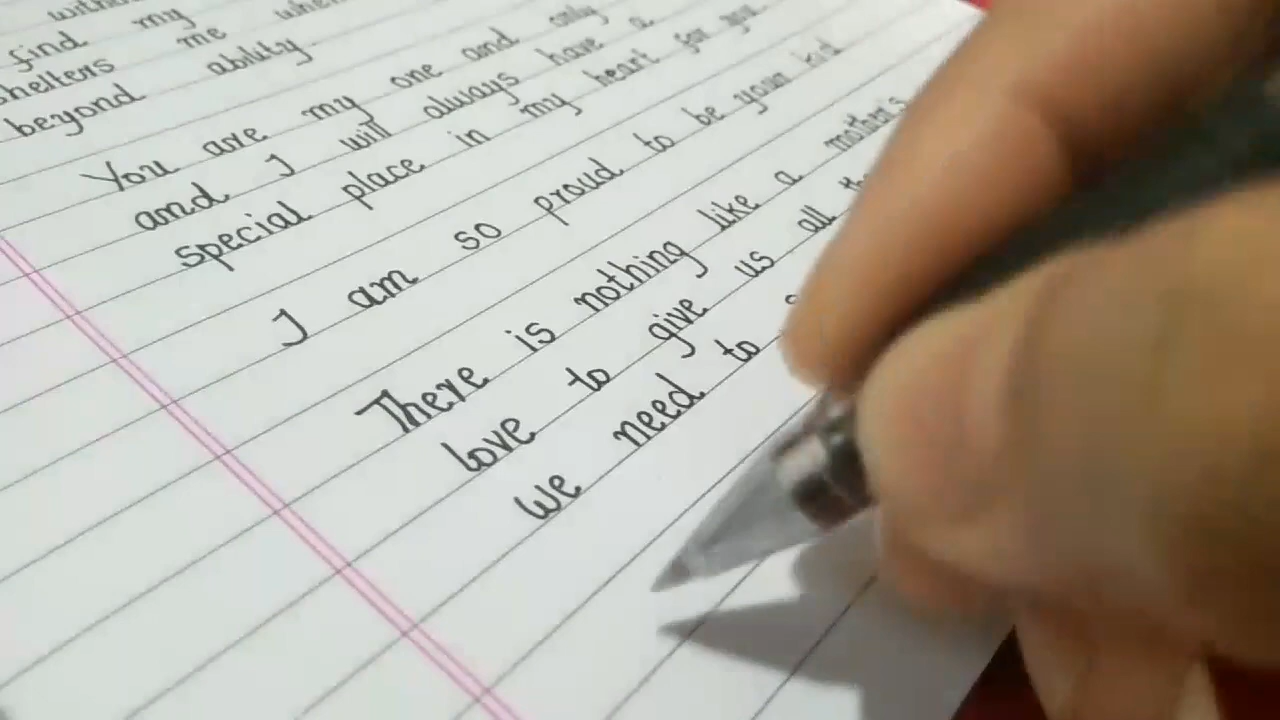 find my
shelters me when
beyond ability.
You are my one and only
and I will always have a
special place in my heart for you.
I am so proud to be your kid
There is nothing like a mother's
love to give us all
we need to